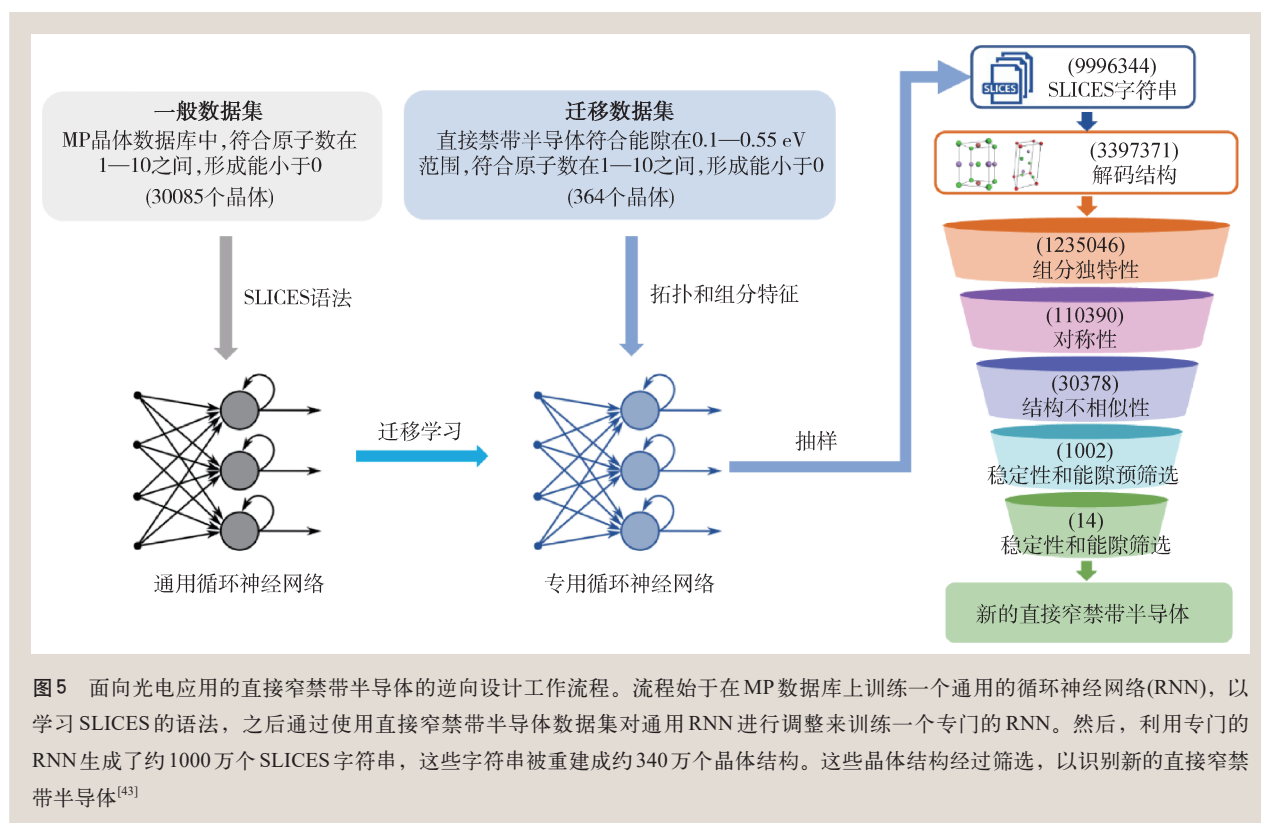 一般数据集
MP晶体数据库中,符合原子数在
1—10之间,形成能小于0
(30085个晶体)
迁移数据集
直接禁带半导体符合能隙在0.1—0.55 eV
范围,符合原子数在1—10之间,形成能小于0
(364个晶体)
SLICES语法
拓扑和组分特征
迁移学习
抽样
通用循环神经网络
专用循环神经网络
SLICES
(9996344)
SLICES字符串
(3397371)
解码结构
(1235046)
组分独特性
(110390)
对称性
(30378)
结构不相似性
(1002)
稳定性和能隙预筛选
(14)
稳定性和能隙筛选
新的直接窄禁带半导体
图5 面向光电应用的直接窄禁带半导体的逆向设计工作流程。流程始于在MP数据库上训练一个通用的循环神经网络(RNN)，以
学习SLICES的语法，之后通过使用直接窄禁带半导体数据集对通用RNN进行调整来训练一个专门的RNN。然后，利用专门的
RNN生成了约1000万个SLICES字符串，这些字符串被重建成约340万个晶体结构。这些晶体结构经过筛选，以识别新的直接窄禁
带半导体[43]